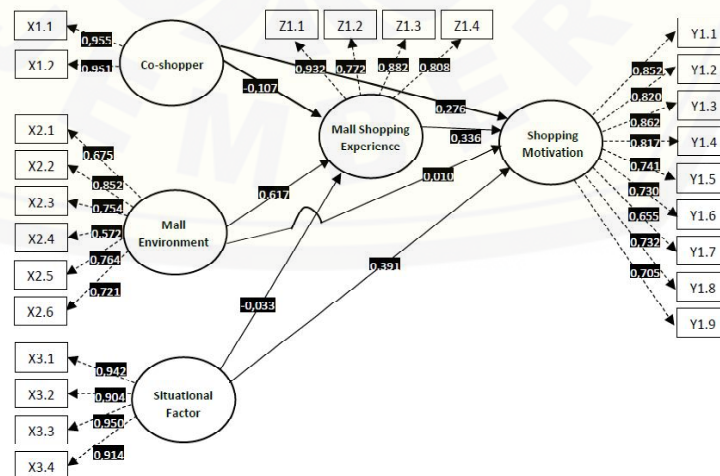 X1.1
X1.2
0,955
0,951
Co-shopper
Z1.1
Z1.2
Z1.3
Z1.4
0,932
0,772
0,882
0,808
-0,107
0,276
Mall Shopping
Experience
0,336
Shopping
Motivation
Y1.1
Y1.2
Y1.3
Y1.4
Y1.5
Y1.6
Y1.7
Y1.8
Y1.9
0,852
0,820
0,862
0,817
0,741
0,730
0,655
0,732
0,705
X2.1
X2.2
X2.3
X2.4
X2.5
X2.6
0,675
0,852
0,754
0,572
0,764
0,721
Mall
Environment
0,617
0,010
-0,033
0,391
X3.1
X3.2
X3.3
X3.4
0,942
0,904
0,950
0,914
Situational
Factor